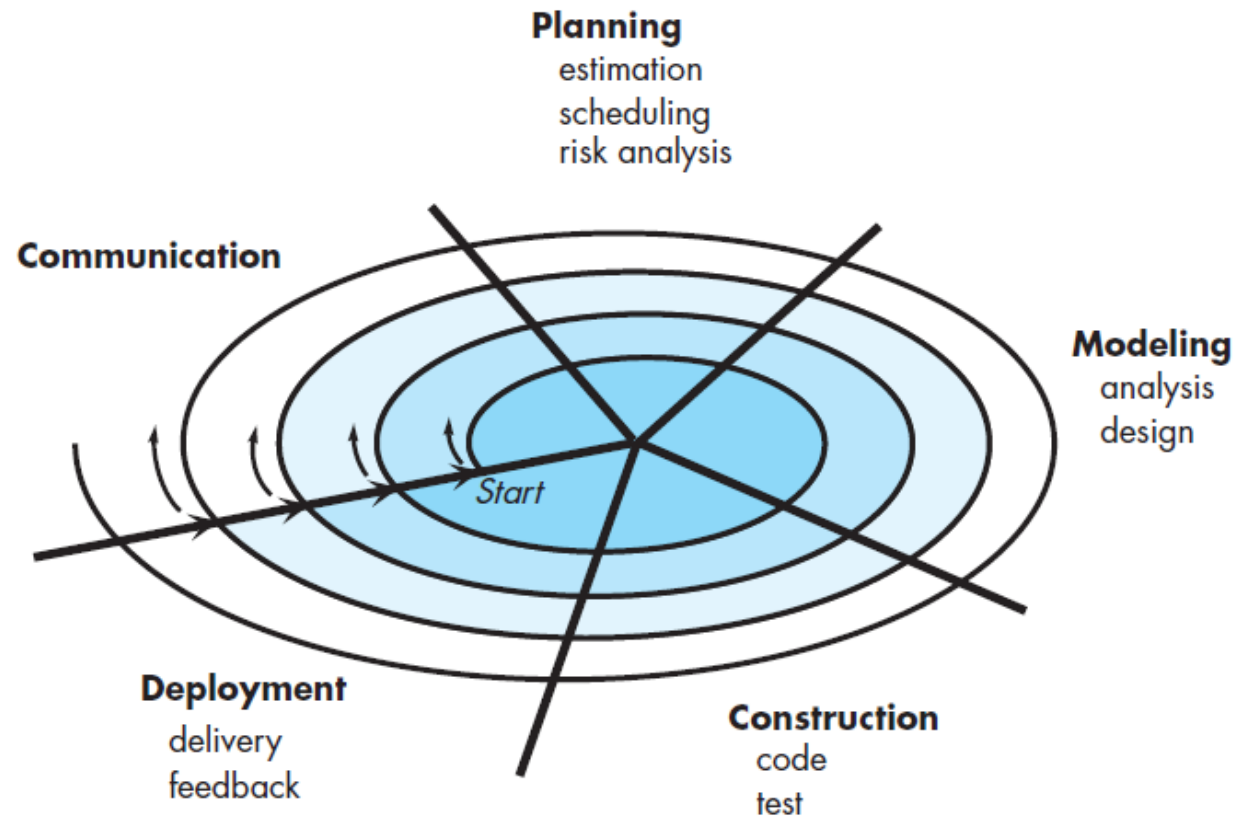 Planning
estimation
scheduling
risk analysis
Communication
Modeling
analysis
design
Start
Deployment
delivery
feedback
Construction
code
test